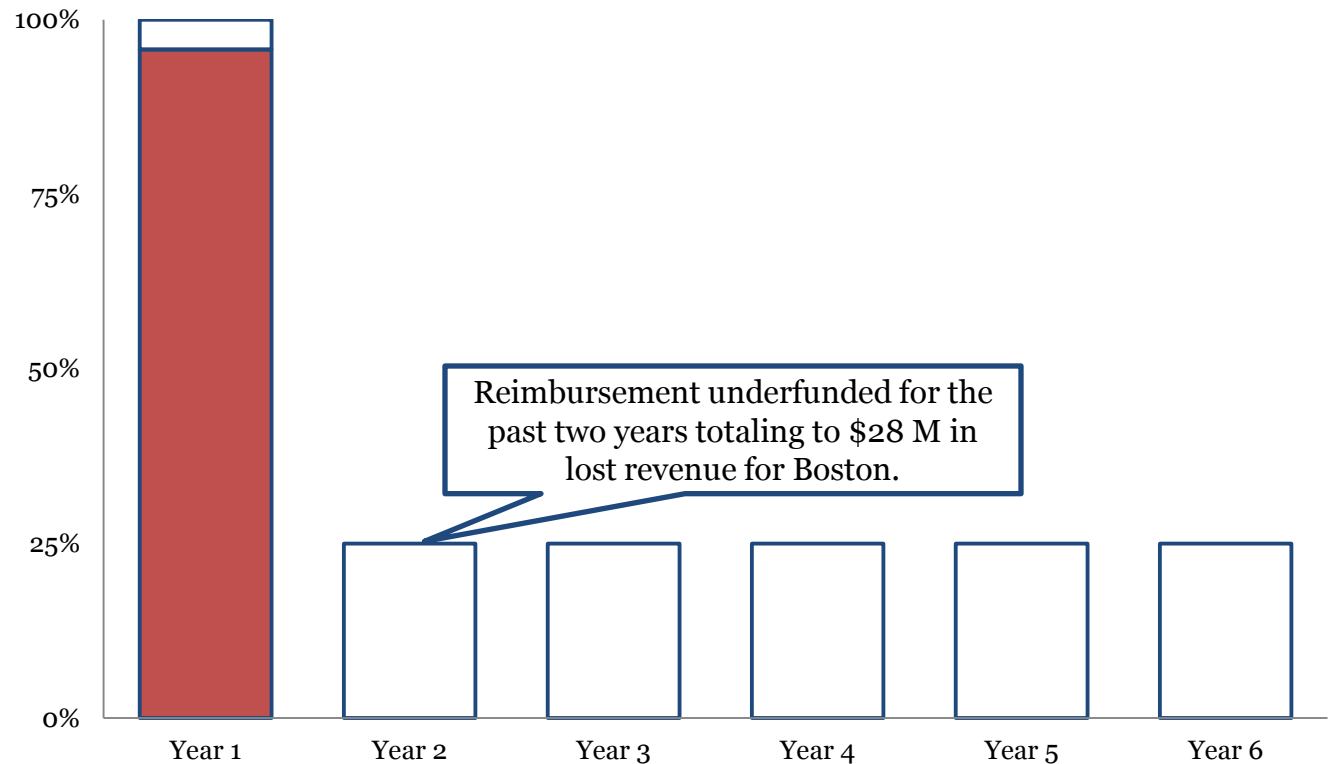 100%
75%
50%
25%
0%
Reimbursement underfunded for the
past two years totaling to $28 M in
lost revenue for Boston.
Year 1
Year 2
Year 3
Year 4
Year 5
Year 6